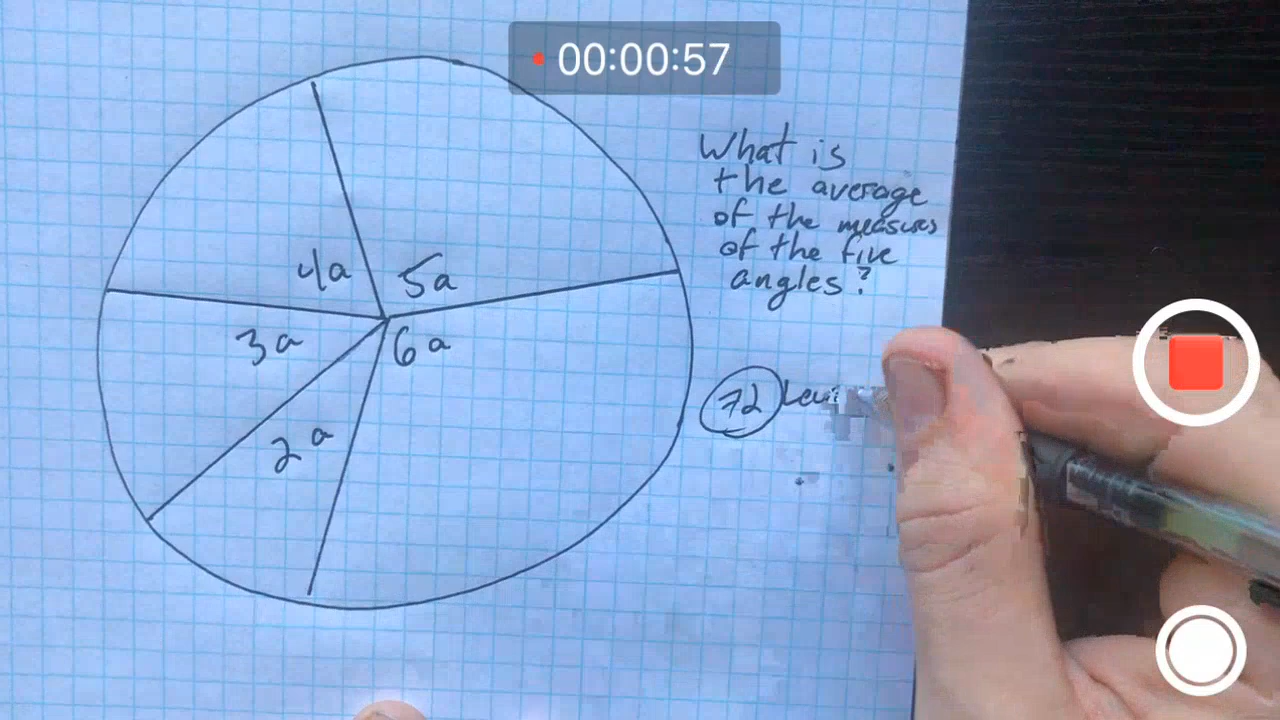 00:00:57
What is
the average
of the measures
of the five
angles?
4a
5a
3a
6a
2a
72